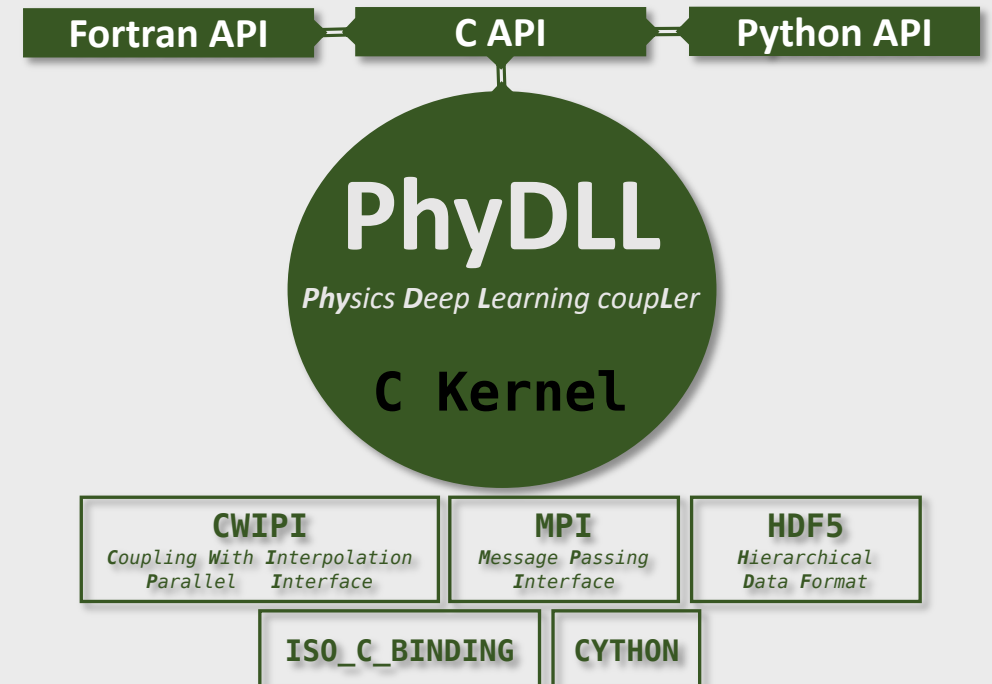 Fortran API
C API
Python API
PhyDLL
Physics Deep Learning coupLer
C Kernel
CWIPI
Coupling With Interpolation
Parallel Interface
MPI
Message Passing
Interface
HDF5
Hierarchical
Data Format
ISO_C_BINDING
CYTHON